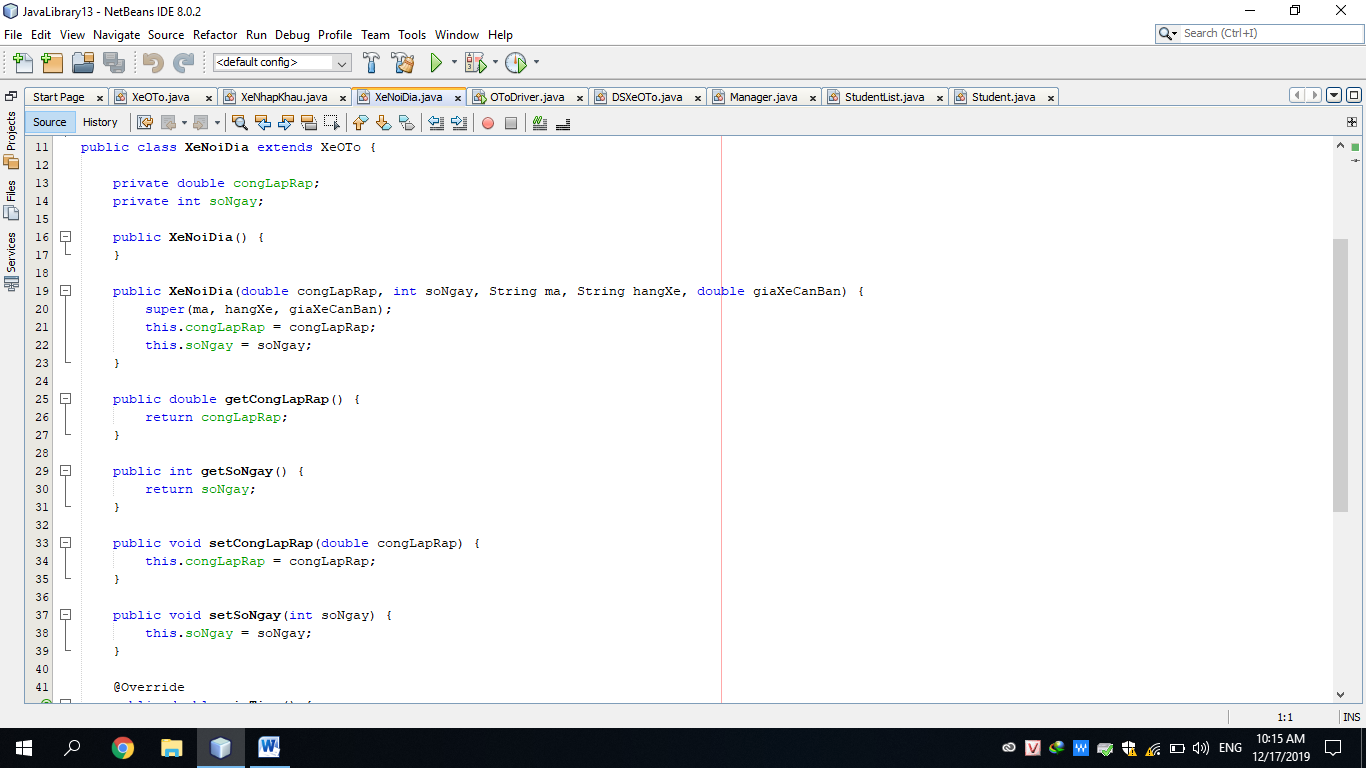 JavaLibrary13 - NetBeans IDE 8.0.2
File Edit View Navigate Source Refactor Run Debug Profile Team Tools Window Help
Search (Ctrl+I)
<default config>
Start Page XeOTo.java XeNhapKhau.java XeNoiDia.java OToDriver.java DSXeOTo.java Manager.java StudentList.java Student.java
Source History
Projects
Files
Services
11 public class XeNoiDia extends XeOTo {
12
13 private double congLapRap;
14 private int soNgay;
15
16 public XeNoiDia() {
17 }
18
19 public XeNoiDia(double congLapRap, int soNgay, String ma, String hangXe, double giaXeCanBan) {
20 super(ma, hangXe, giaXeCanBan);
21 this.congLapRap = congLapRap;
22 this.soNgay = soNgay;
23 }
24
25 public double getCongLapRap() {
26 return congLapRap;
27 }
28
29 public int getSoNgay() {
30 return soNgay;
31 }
32
33 public void setCongLapRap(double congLapRap) {
34 this.congLapRap = congLapRap;
35 }
36
37 public void setSoNgay(int soNgay) {
38 this.soNgay = soNgay;
39 }
40
41 @Override
1:1 INS
ENG
10:15 AM
12/17/2019